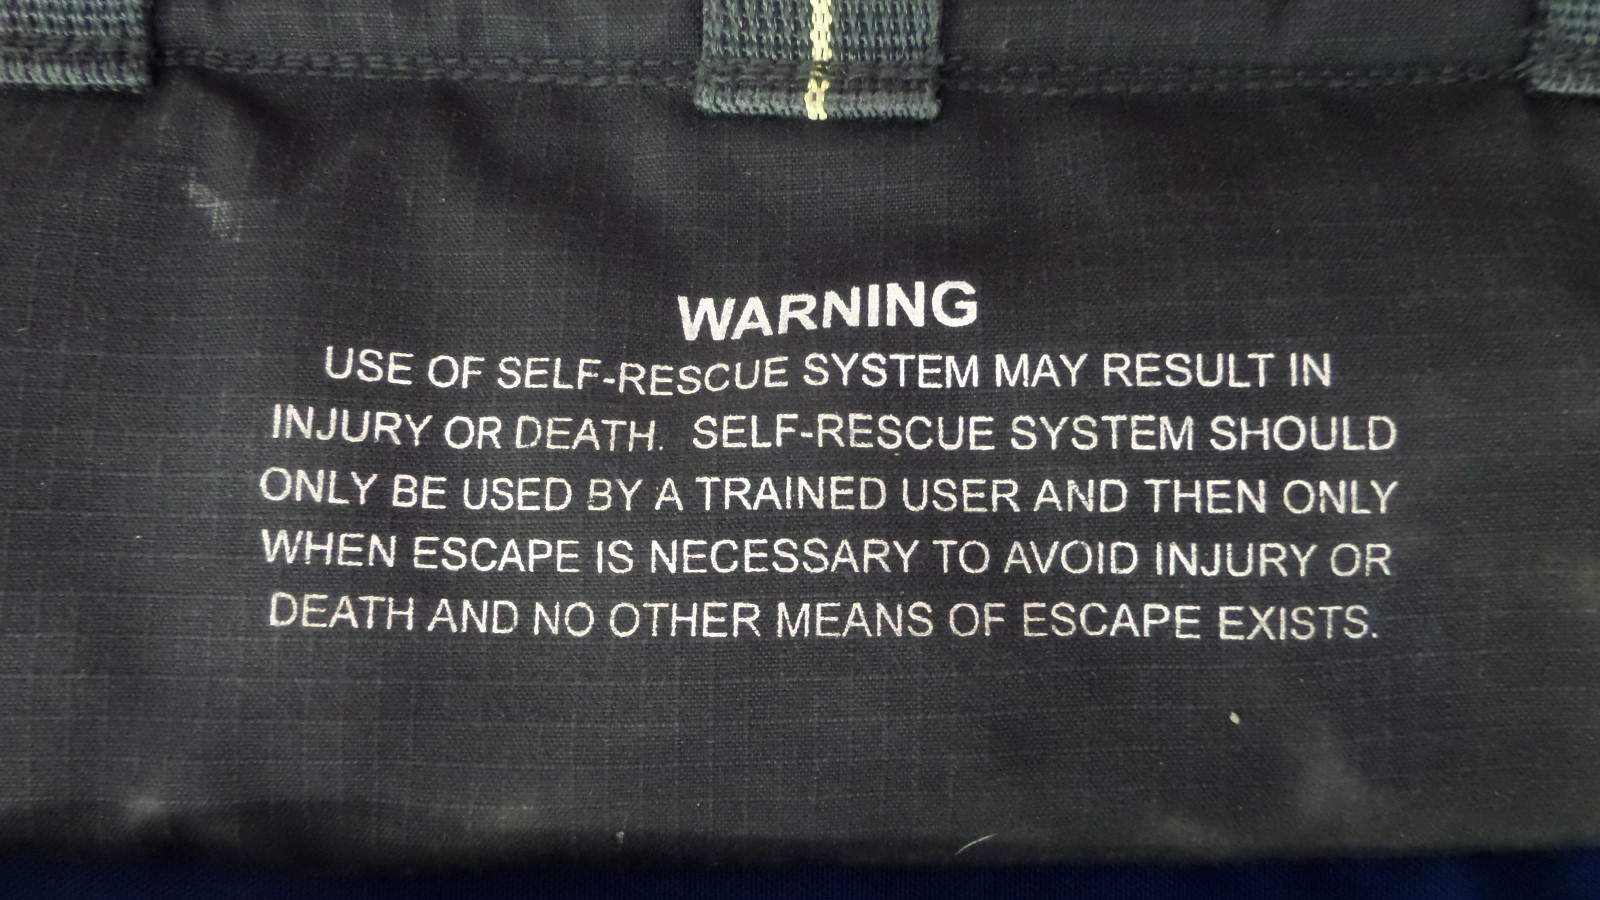 WARNING
USE OF SELF-RESCUE SYSTEM MAY RESULT IN
INJURY OR DEATH. SELF-RESCUE SYSTEM SHOULD
ONLY BE USED BY A TRAINED USER AND THEN ONLY
WHEN ESCAPE IS NECESSARY TO AVOID INJURY OR
DEATH AND NO OTHER MEANS OF ESCAPE EXISTS.